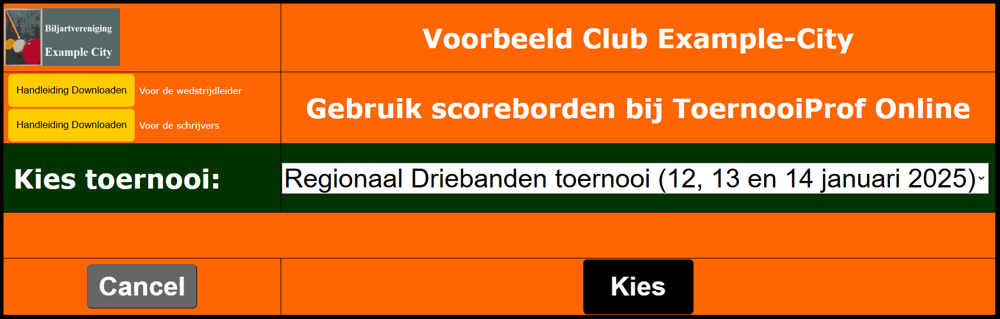 Biljartvereniging
Example City
Voorbeeld Club Example-City
Handleiding Downloaden Voor de wedstrijdleider
Handleiding Downloaden Voor de schrijvers
Gebruik scoreborden bij ToernooiProf Online
Kies toernooi:
Regionaal Driebanden toernooi (12, 13 en 14 januari 2025)
Cancel
Kies